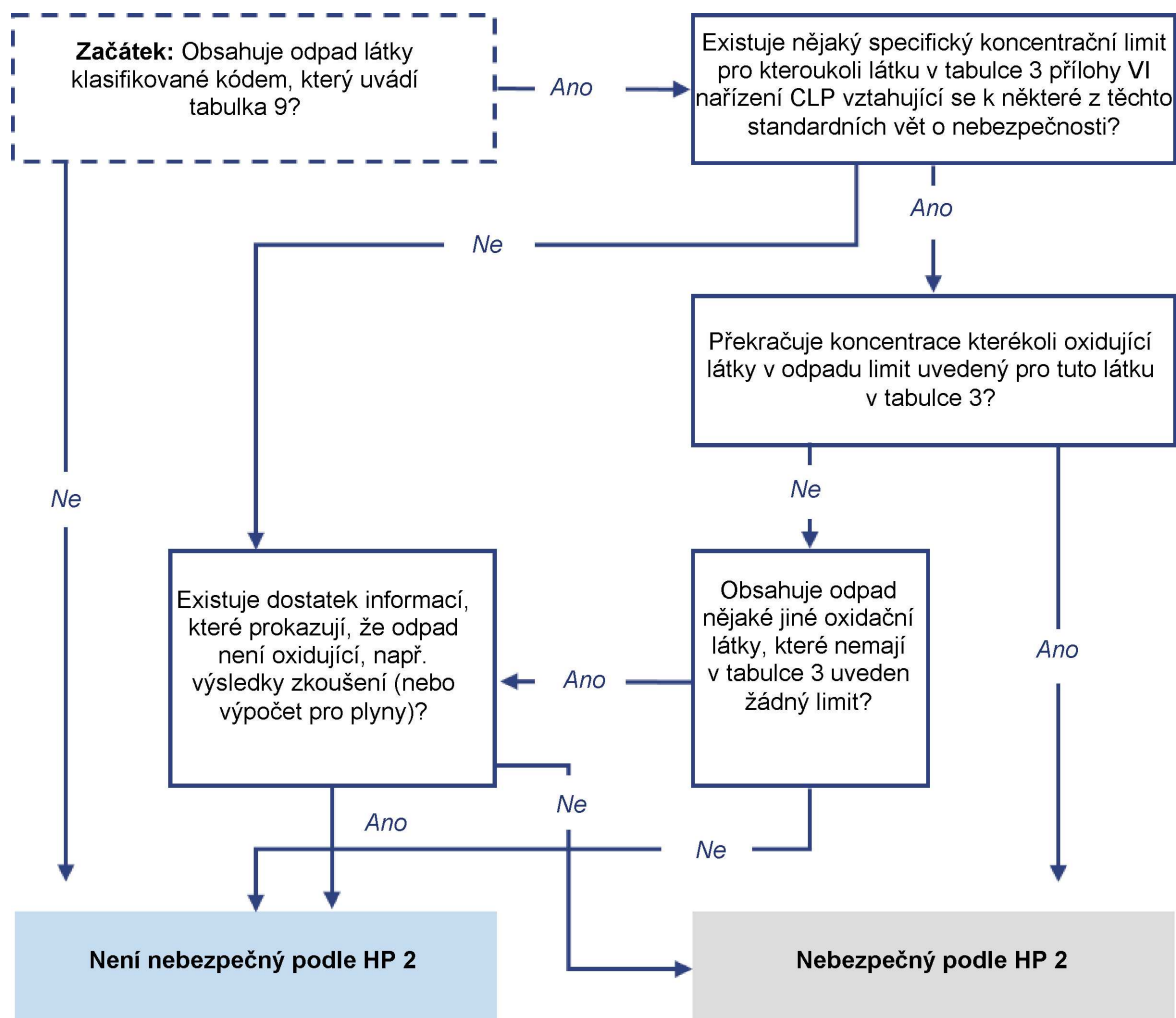 Začátek: Obsahuje odpad látky
klasifikované kódem, který uvádí
tabulka 9?
Ano
Existuje nějaký specifický koncentrační limit
pro kteroukoli látku v tabulce 3 přílohy VI
nařízení CLP vztahující se k některé z těchto
standardních vět o nebezpečnosti?
Ano
Ne
Překračuje koncentrace kterékoli oxidující
látky v odpadu limit uvedený pro tuto látku
v tabulce 3?
Ne
Ne
Existuje dostatek informací,
které prokazují, že odpad
není oxidující, např.
výsledky zkoušení (nebo
výpočet pro plyny)?
Ano
Obsahuje odpad
nějaké jiné oxidační
látky, které nemají
v tabulce 3 uveden
žádný limit?
Ano
Ne
Ano
Ne
Není nebezpečný podle HP 2
Nebezpečný podle HP 2